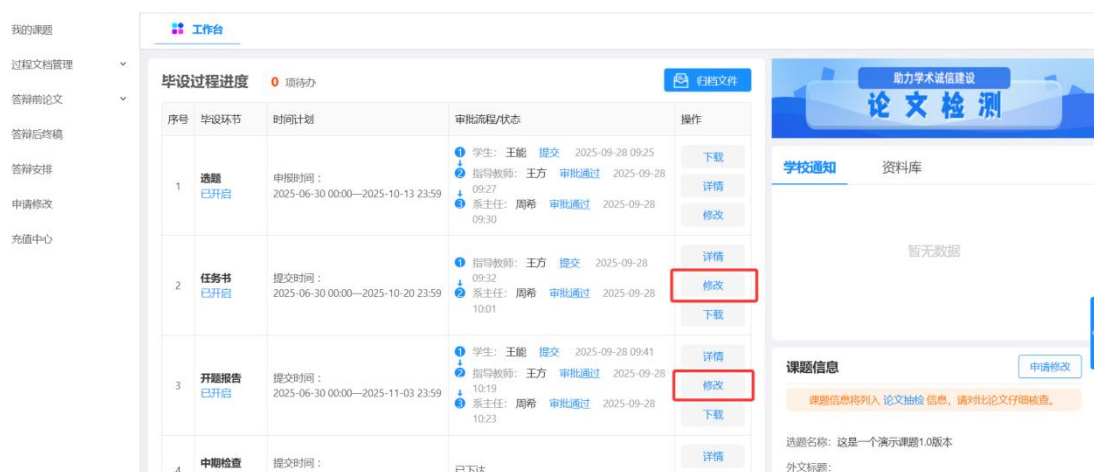 我的课题
过程文档管理
答辩前论文
答辩后终稿
答辩安排
申请修改
充值中心
工作台
毕设过程进度 0 项待办
归档文件
序号 毕设环节 时间计划 审批流程/状态 操作
1 选题 已开启
申报时间：
2025-06-30 00:00—2025-10-13 23:59
1 学生：王能 提交 2025-09-28 09:25
2 指导教师：王方 审批通过 2025-09-28
09:27
3 系主任：周希 审批通过 2025-09-28
09:30
下载
详情
修改
2 任务书 已开启
提交时间：
2025-06-30 00:00—2025-10-20 23:59
1 指导教师：王方 提交 2025-09-28
09:32
2 系主任：周希 审批通过 2025-09-28
10:01
详情
修改
下载
3 开题报告 已开启
提交时间：
2025-06-30 00:00—2025-11-03 23:59
1 学生：王能 提交 2025-09-28 09:41
2 指导教师：王方 审批通过 2025-09-28
10:19
3 系主任：周希 审批通过 2025-09-28
10:23
详情
修改
下载
4 中期检查
提交时间：
已下达
详情
助力学术诚信建设
论文检测
学校通知 资料库
暂无数据
课题信息
申请修改
课题信息将列入 论文抽检 信息，请对比论文仔细核查。
选题名称：这是一个演示课题1.0版本
外文标题：